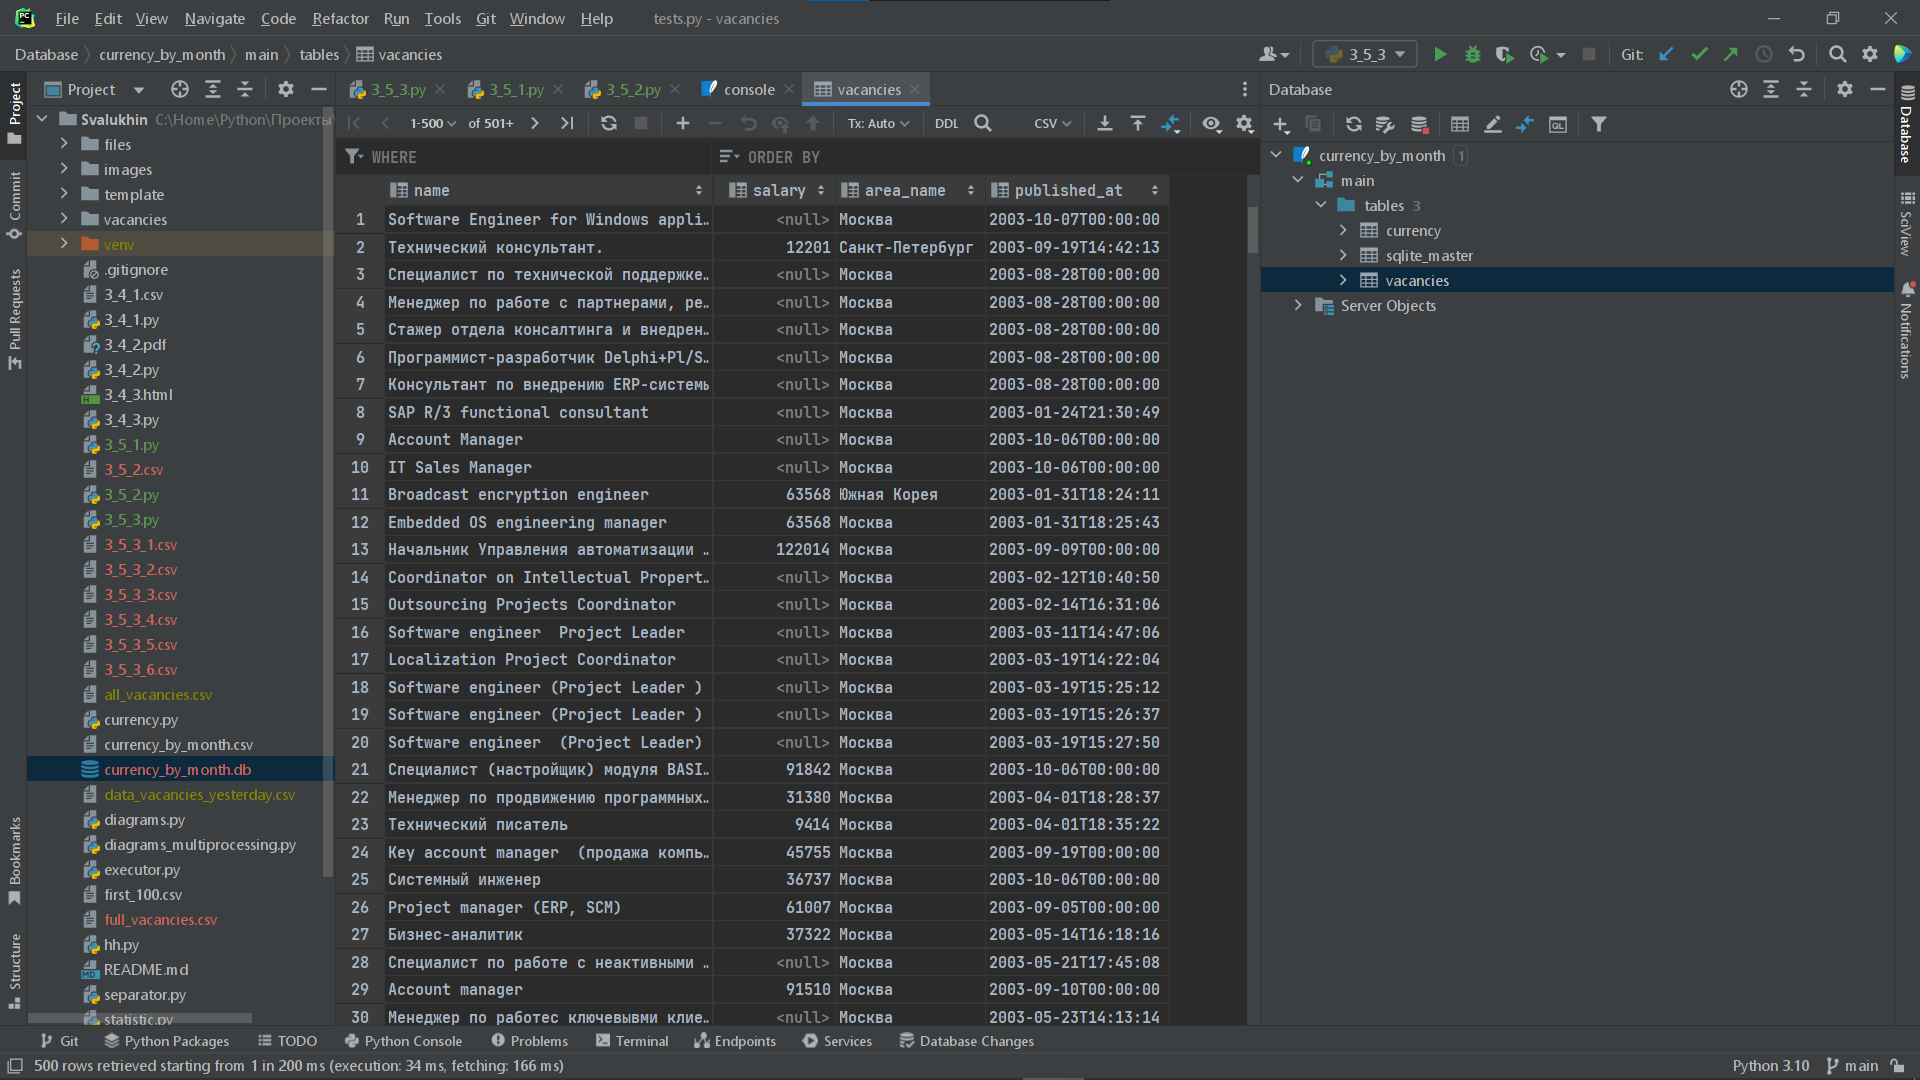 File Edit View Navigate Code Refactor Run Tools Git Window Help tests.py - vacancies
Database currency_by_month main tables vacancies 3_5_3 Git:
Project 3_5_3.py 3_5_1.py 3_5_2.py console vacancies Database
Svalukhin C:\Home\Python\Проекты\ 1-500 of 501+ Tx: Auto DDL CSV
WHERE ORDER BY
name salary area_name published_at
1 Software Engineer for Windows appli… <null> Москва 2003-10-07T00:00:00
2 Технический консультант. 12201 Санкт-Петербург 2003-09-19T14:42:13
3 Специалист по технической поддержке… <null> Москва 2003-08-28T00:00:00
4 Менеджер по работе с партнерами, ре… <null> Москва 2003-08-28T00:00:00
5 Стажер отдела консалтинга и внедрен… <null> Москва 2003-08-28T00:00:00
6 Программист-разработчик Delphi+Pl/S… <null> Москва 2003-08-28T00:00:00
7 Консультант по внедрению ERP-системы <null> Москва 2003-08-28T00:00:00
8 SAP R/3 functional consultant <null> Москва 2003-01-24T21:30:49
9 Account Manager <null> Москва 2003-10-06T00:00:00
10 IT Sales Manager <null> Москва 2003-10-06T00:00:00
11 Broadcast encryption engineer 63568 Южная Корея 2003-01-31T18:24:11
12 Embedded OS engineering manager 63568 Москва 2003-01-31T18:25:43
13 Начальник Управления автоматизации … 122014 Москва 2003-09-09T00:00:00
14 Coordinator on Intellectual Propert… <null> Москва 2003-02-12T10:40:50
15 Outsourcing Projects Coordinator <null> Москва 2003-02-14T16:31:06
16 Software engineer  Project Leader <null> Москва 2003-03-11T14:47:06
17 Localization Project Coordinator <null> Москва 2003-03-19T14:22:04
18 Software engineer (Project Leader ) <null> Москва 2003-03-19T15:25:12
19 Software engineer (Project Leader ) <null> Москва 2003-03-19T15:26:37
20 Software engineer  (Project Leader) <null> Москва 2003-03-19T15:27:50
21 Специалист (настройщик) модуля BASI… 91842 Москва 2003-10-06T00:00:00
22 Менеджер по продвижению программных… 31380 Москва 2003-04-01T18:28:37
23 Технический писатель 9414 Москва 2003-04-01T18:35:22
24 Key account manager  (продажа компь… 45755 Москва 2003-09-19T00:00:00
25 Системный инженер 36737 Москва 2003-10-06T00:00:00
26 Project manager (ERP, SCM) 61007 Москва 2003-09-05T00:00:00
27 Бизнес-аналитик 37322 Москва 2003-05-14T16:18:16
28 Специалист по работе с неактивными … <null> Москва 2003-05-21T17:45:08
29 Account manager 91510 Москва 2003-09-10T00:00:00
30 Менеджер по работес ключевывми клие… <null> Москва 2003-05-23T14:13:14
files
images
template
vacancies
venv
.gitignore
3_4_1.csv
3_4_1.py
3_4_2.pdf
3_4_2.py
3_4_3.html
3_4_3.py
3_5_1.py
3_5_2.csv
3_5_2.py
3_5_3.py
3_5_3_1.csv
3_5_3_2.csv
3_5_3_3.csv
3_5_3_4.csv
3_5_3_5.csv
3_5_3_6.csv
all_vacancies.csv
currency.py
currency_by_month.csv
currency_by_month.db
data_vacancies_yesterday.csv
diagrams.py
diagrams_multiprocessing.py
executor.py
first_100.csv
full_vacancies.csv
hh.py
README.md
separator.py
statistic.py
currency_by_month 1
main
tables 3
currency
sqlite_master
vacancies
Server Objects
Project
Commit
Pull Requests
Bookmarks
Structure
Database
SciView
Notifications
Git Python Packages TODO Python Console Problems Terminal Endpoints Services Database Changes
500 rows retrieved starting from 1 in 200 ms (execution: 34 ms, fetching: 166 ms) Python 3.10 main